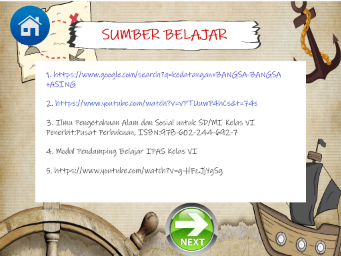 SUMBER BELAJAR
1. https://www.google.com/search?q=kedatangan+BANGSA-BANGSA
+ASING
2. https://www.youtube.com/watch?v=vPTUuwP4hCs&t=74s
3. Ilmu Pengetahuan Alam dan Sosial untuk SD/MI Kelas VI
Penerbit:Pusat Perbukuan, ISBN:978-602-244-692-7
4. Modul Pendamping Belajar IPAS Kelas VI
5. https://www.youtube.com/watch?v=g-HFzJjYgSg
NEXT